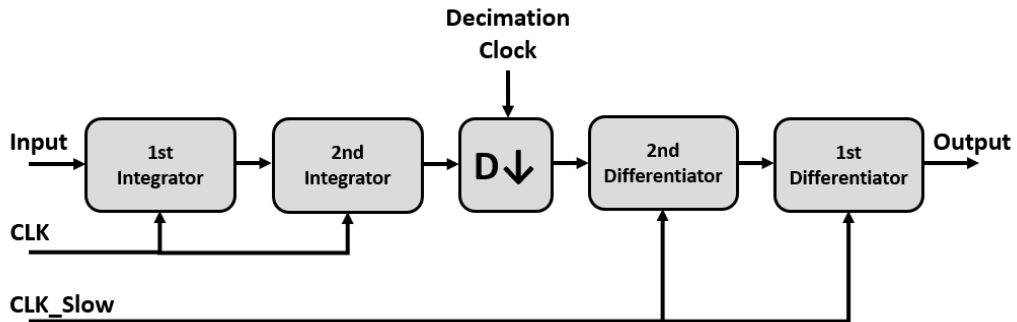 Decimation
Clock
Input
1st
Integrator
2nd
Integrator
D↓
2nd
Differentiator
1st
Differentiator
Output
CLK
CLK_Slow